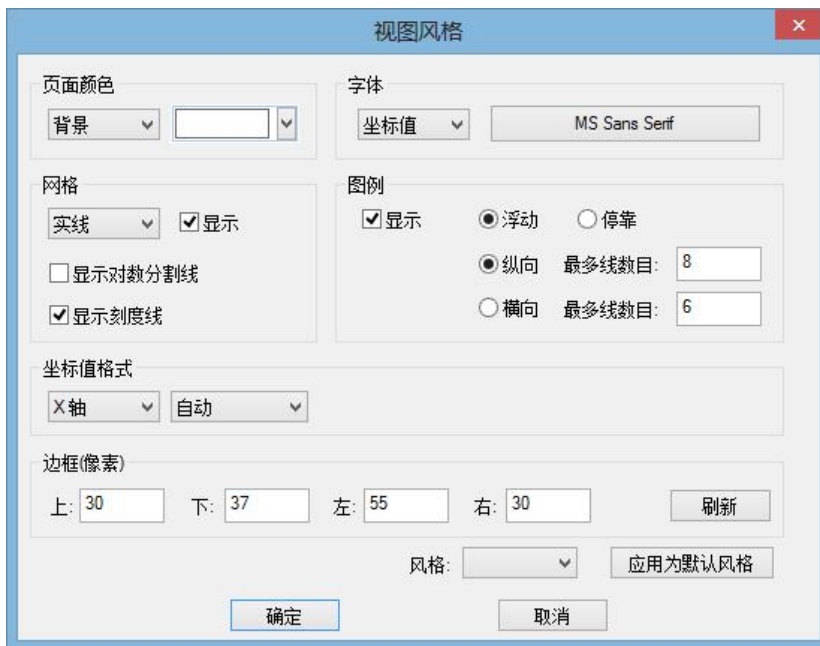 视图风格
页面颜色
背景
字体
坐标值 MS Sans Serif
网格
实线 显示
显示对数分割线
显示刻度线
图例
显示 浮动 停靠
纵向 最多线数目: 8
横向 最多线数目: 6
坐标值格式
X轴 自动
边框(像素)
上: 30 下: 37 左: 55 右: 30 刷新
风格: 应用为默认风格
确定 取消